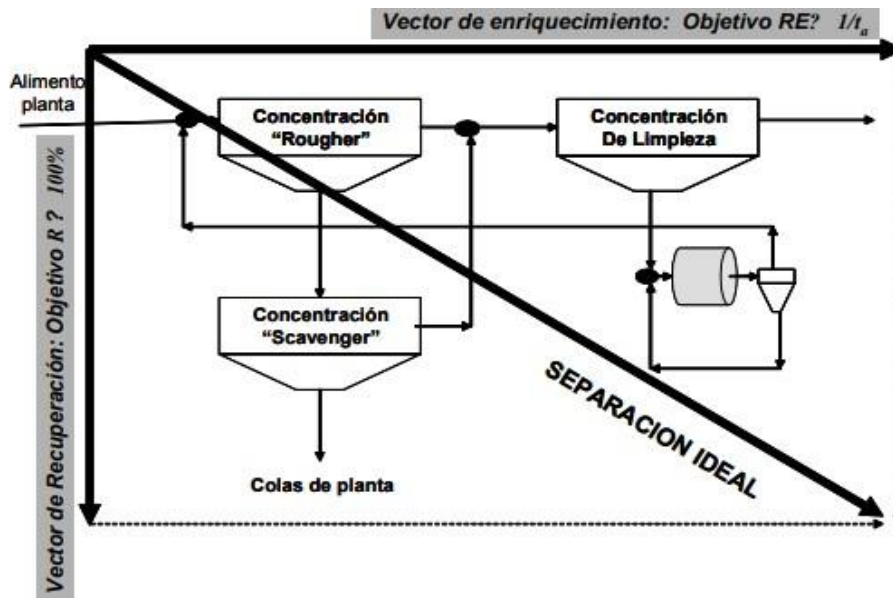 Vector de enriquecimiento: Objetivo RE? 1/tₐ
Alimento
planta
Concentración
“Rougher”
Concentración
De Limpieza
Vector de Recuperación: Objetivo R ? 100%
Concentración
“Scavenger”
SEPARACION IDEAL
Colas de planta